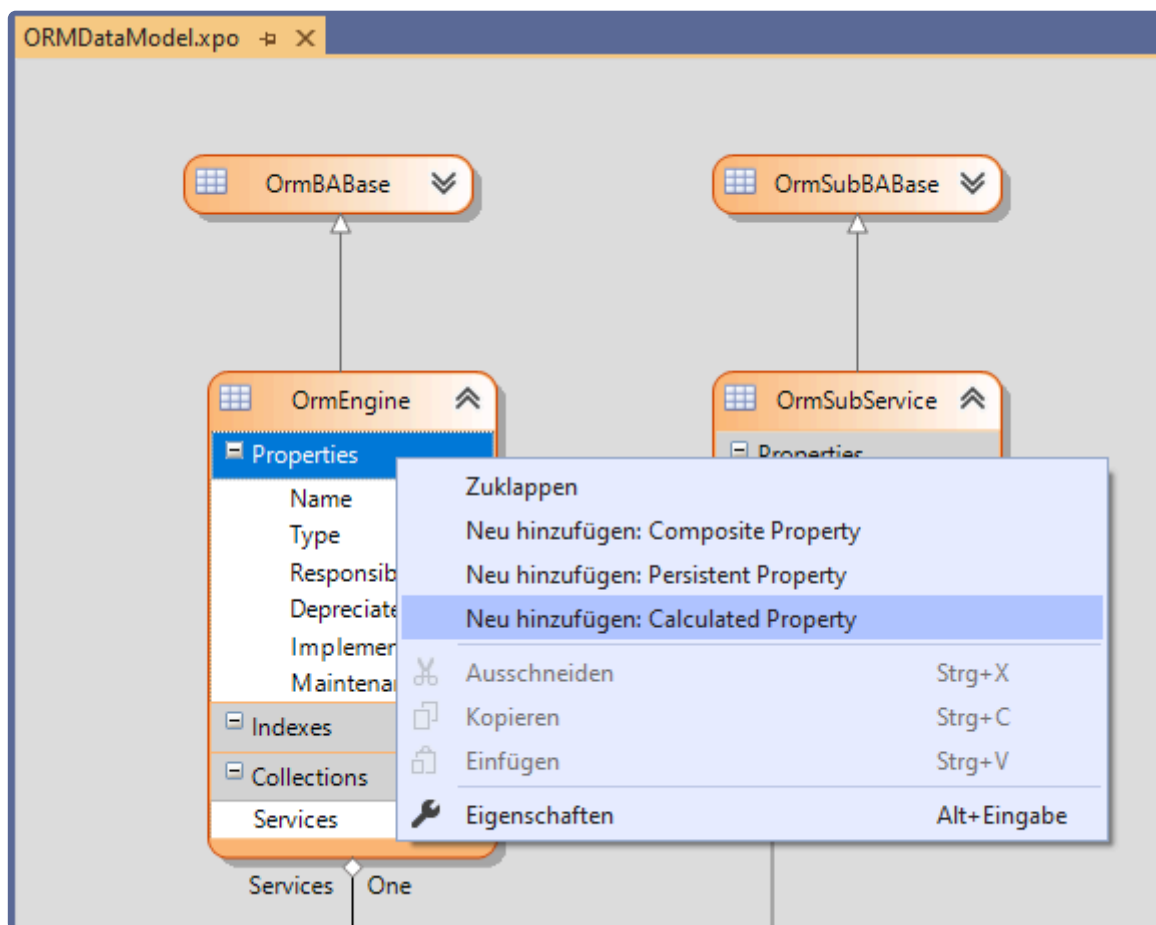 ORMDataModel.xpo
OrmBABase
OrmSubBABase
OrmEngine
OrmSubService
Properties
Properties
Name
Type
Responsib
Depreciate
Implemen
Maintena
Indexes
Collections
Services
Zuklappen
Neu hinzufügen: Composite Property
Neu hinzufügen: Persistent Property
Neu hinzufügen: Calculated Property
Ausschneiden Strg+X
Kopieren Strg+C
Einfügen Strg+V
Eigenschaften Alt+Eingabe
Services One